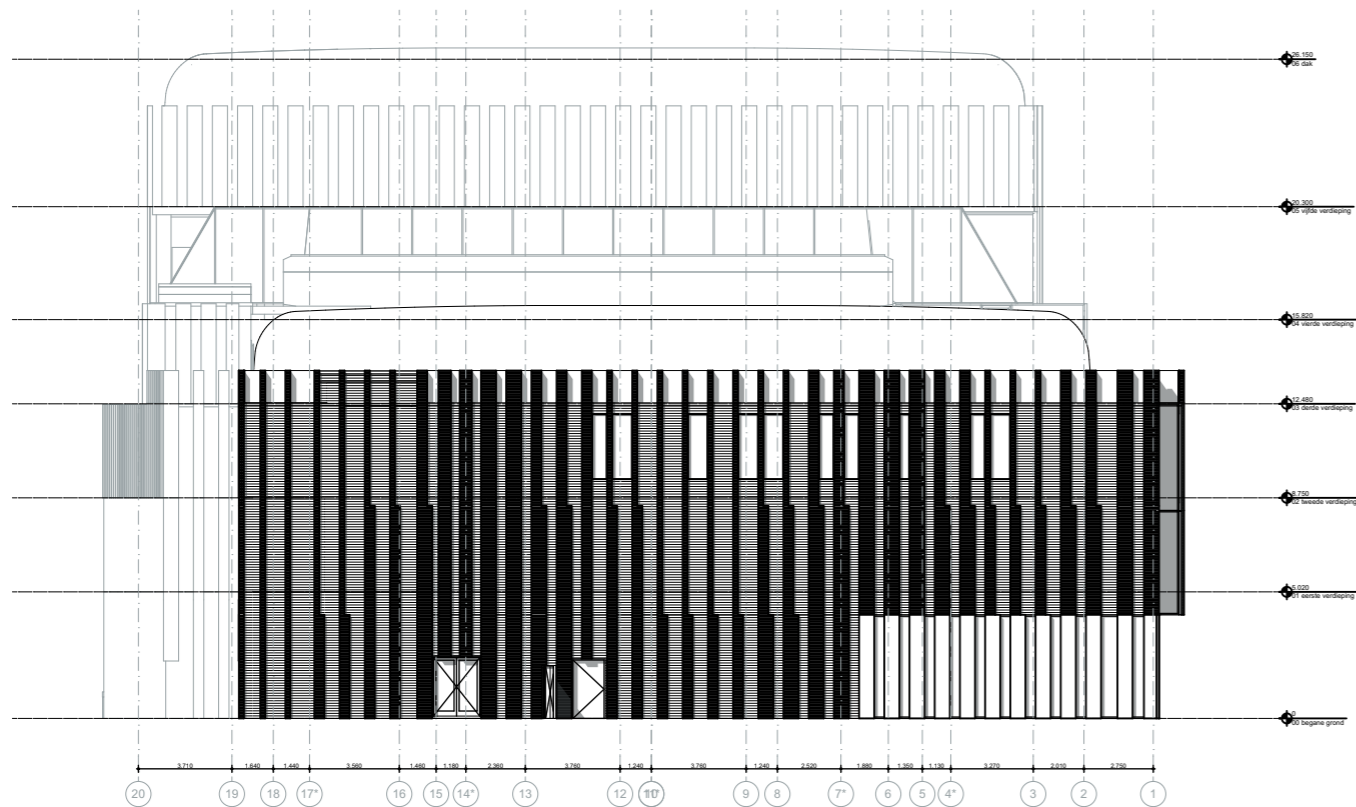 26.150
06 dak
20.300
05 vijfde verdieping
15.820
04 vierde verdieping
12.480
03 derde verdieping
8.750
02 tweede verdieping
5.020
01 eerste verdieping
0
00 begane grond
3.710 1.640 1.440 3.560 1.460 1.180 2.360 3.760 1.240 3.760 1.240 2.520 1.880 1.350 1.130 3.270 2.010 2.750
20 19 18 17* 16 15 14* 13 12 9 8 7* 6 5 4* 3 2 1